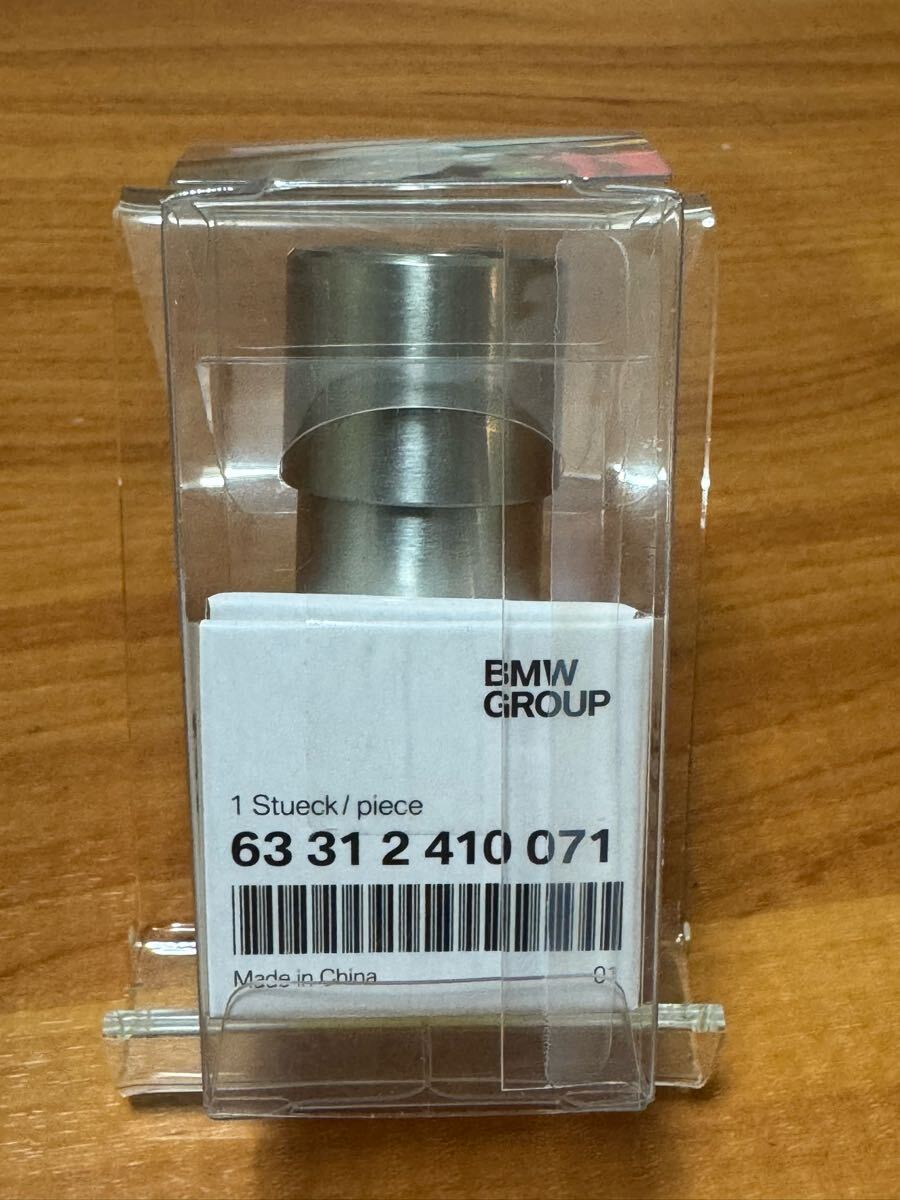 BMW
GROUP
1 Stueck / piece
63 31 2 410 071
Made in China
01